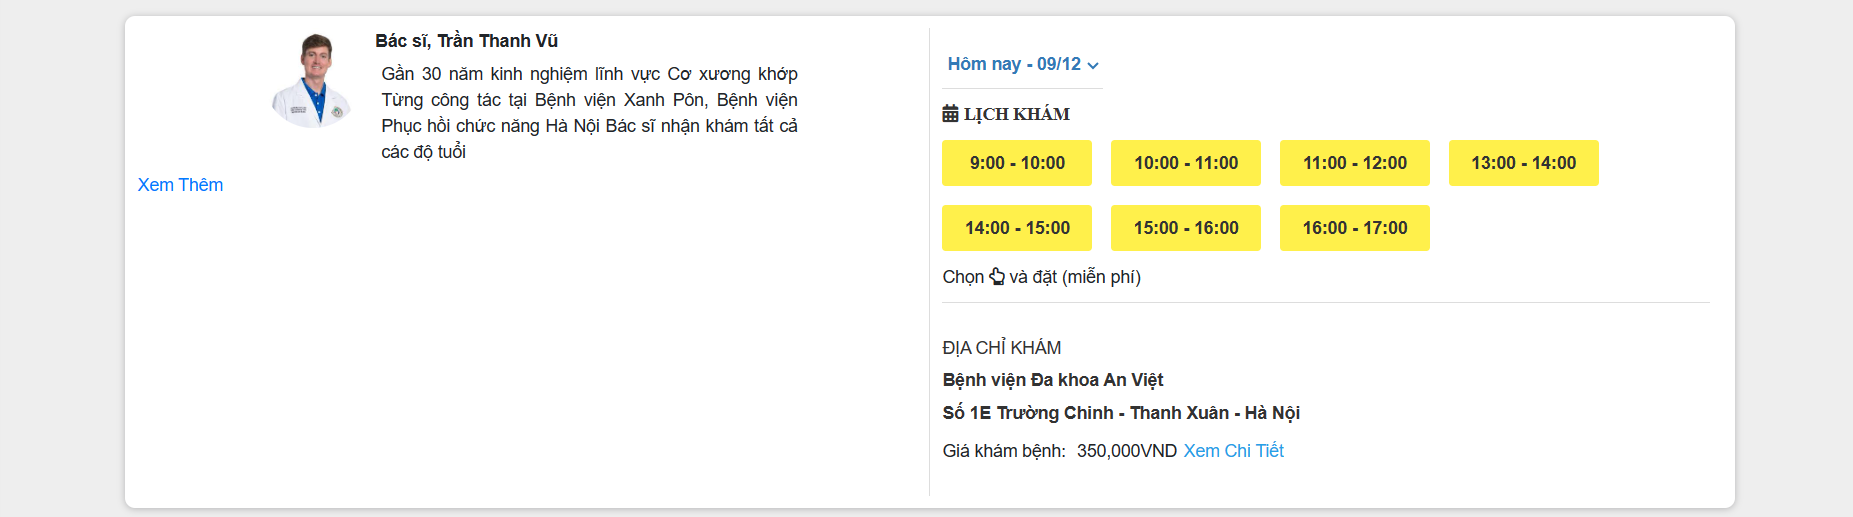 Bác sĩ, Trần Thanh Vũ
Gần 30 năm kinh nghiệm lĩnh vực Cơ xương khớp
Từng công tác tại Bệnh viện Xanh Pôn, Bệnh viện
Phục hồi chức năng Hà Nội Bác sĩ nhận khám tất cả
các độ tuổi
Xem Thêm
Hôm nay - 09/12
LỊCH KHÁM
9:00 - 10:00
10:00 - 11:00
11:00 - 12:00
13:00 - 14:00
14:00 - 15:00
15:00 - 16:00
16:00 - 17:00
Chọn và đặt (miễn phí)
ĐỊA CHỈ KHÁM
Bệnh viện Đa khoa An Việt
Số 1E Trường Chinh - Thanh Xuân - Hà Nội
Giá khám bệnh: 350,000VND Xem Chi Tiết